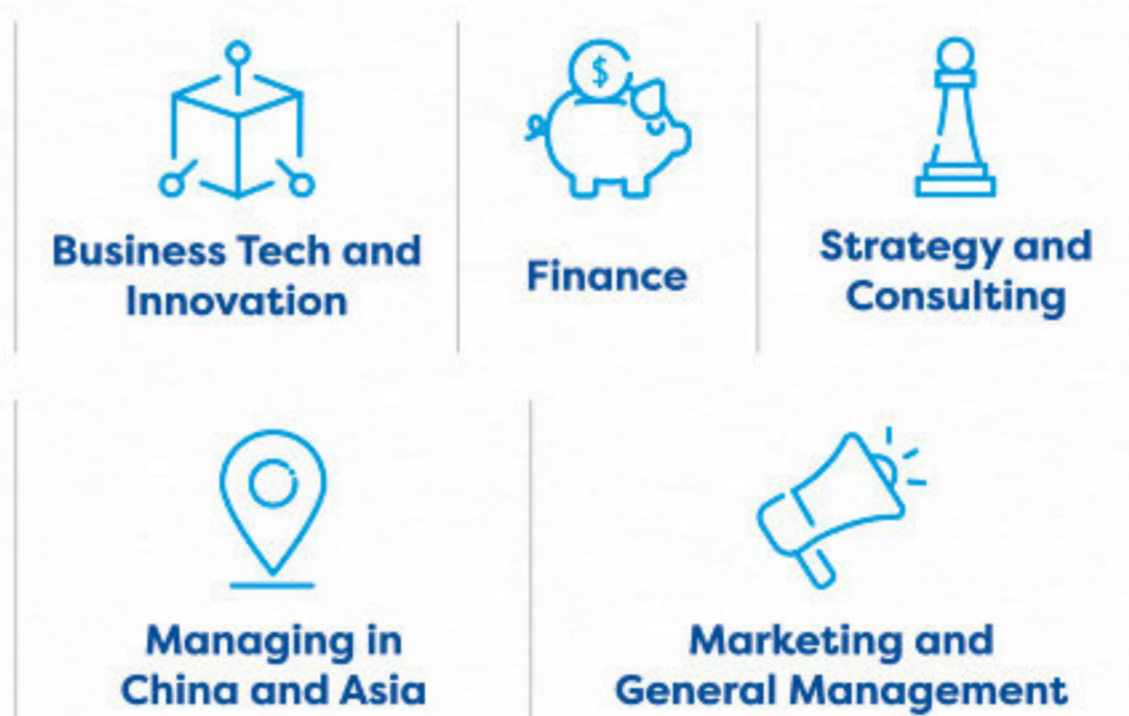 $
Business Tech and
Innovation
Finance
Strategy and
Consulting
Managing in
China and Asia
Marketing and
General Management